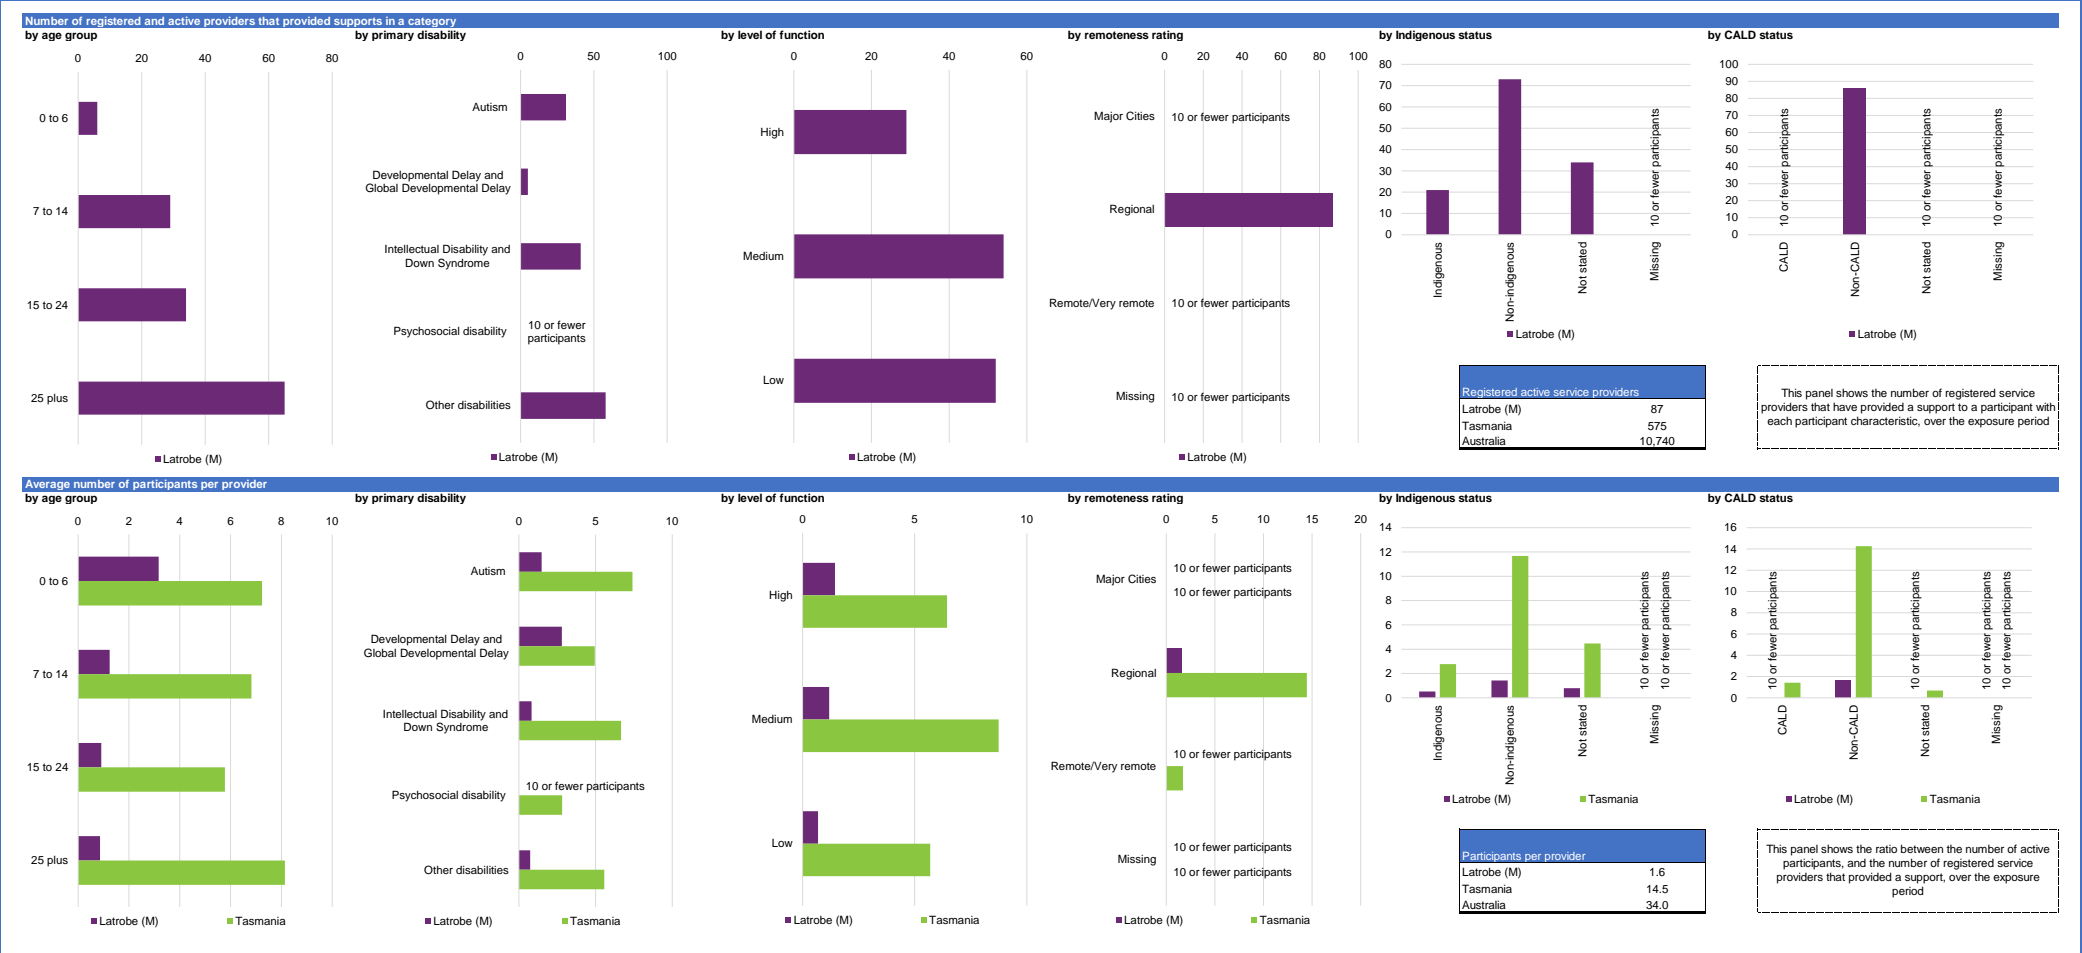 Number of registered and active providers that provided supports in a category
by age group
0 20 40 60 80
0 to 6
7 to 14
15 to 24
25 plus
Latrobe (M)
by primary disability
0 50 100
Autism
Developmental Delay and
Global Developmental Delay
Intellectual Disability and
Down Syndrome
Psychosocial disability
10 or fewer
participants
Other disabilities
Latrobe (M)
by level of function
0 20 40 60
High
Medium
Low
Latrobe (M)
by remoteness rating
0 20 40 60 80 100
Major Cities 10 or fewer participants
Regional
Remote/Very remote 10 or fewer participants
Missing 10 or fewer participants
Latrobe (M)
by Indigenous status
80
70
60
50
40
30
20
10
0
10 or fewer participants
Indigenous
Non-indigenous
Not stated
Missing
Latrobe (M)
by CALD status
100
90
80
70
60
50
40
30
20
10
0
10 or fewer participants
10 or fewer participants
10 or fewer participants
CALD
Non-CALD
Not stated
Missing
Latrobe (M)
Registered active service providers
Latrobe (M) 87
Tasmania 575
Australia 10,740
This panel shows the number of registered service
providers that have provided a support to a participant with
each participant characteristic, over the exposure period
Average number of participants per provider
by age group
0 2 4 6 8 10
0 to 6
7 to 14
15 to 24
25 plus
Latrobe (M) Tasmania
by primary disability
0 5 10
Autism
Developmental Delay and
Global Developmental Delay
Intellectual Disability and
Down Syndrome
Psychosocial disability
10 or fewer participants
Other disabilities
Latrobe (M) Tasmania
by level of function
0 5 10
High
Medium
Low
Latrobe (M) Tasmania
by remoteness rating
0 5 10 15 20
Major Cities
10 or fewer participants
10 or fewer participants
Regional
Remote/Very remote
10 or fewer participants
Missing
10 or fewer participants
10 or fewer participants
Latrobe (M) Tasmania
by Indigenous status
14
12
10
8
6
4
2
0
10 or fewer participants
10 or fewer participants
Indigenous
Non-indigenous
Not stated
Missing
Latrobe (M) Tasmania
by CALD status
16
14
12
10
8
6
4
2
0
10 or fewer participants
10 or fewer participants
10 or fewer participants
10 or fewer participants
CALD
Non-CALD
Not stated
Missing
Latrobe (M) Tasmania
Participants per provider
Latrobe (M) 1.6
Tasmania 14.5
Australia 34.0
This panel shows the ratio between the number of active
participants, and the number of registered service
providers that provided a support, over the exposure
period